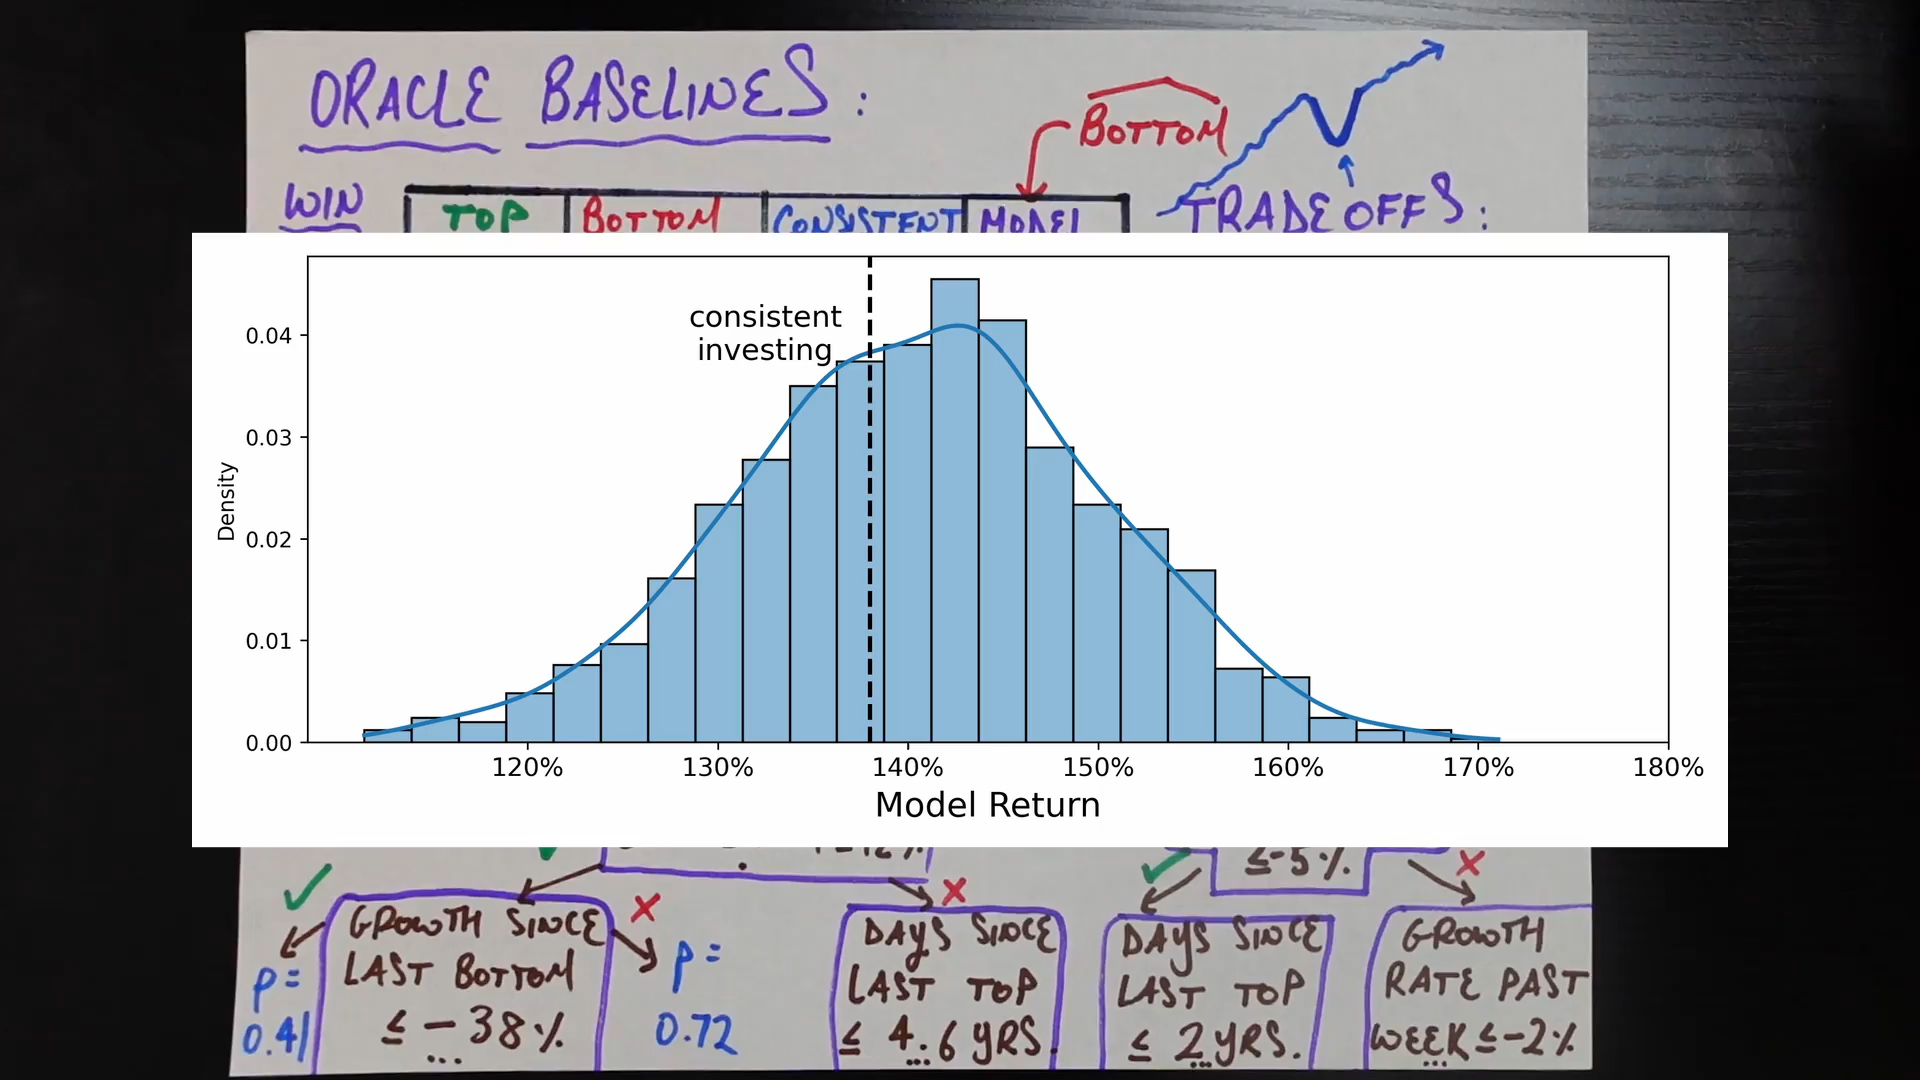 ORACLE BASELINES:
BOTTOM
WIN
TOP
BOTTOM
CONSISTENT
MODEL
TRADEOFFS:
consistent
investing
0.04
0.03
0.02
0.01
0.00
Density
120%
130%
140%
150%
160%
170%
180%
Model Return
≤-5%
GROWTH SINCE
LAST BOTTOM
≤ -38%
...
p=
0.41
p=
0.72
DAYS SINCE
LAST TOP
≤ 4.6 YRS.
...
DAYS SINCE
LAST TOP
≤ 2 YRS.
...
GROWTH
RATE PAST
WEEK ≤-2%
...